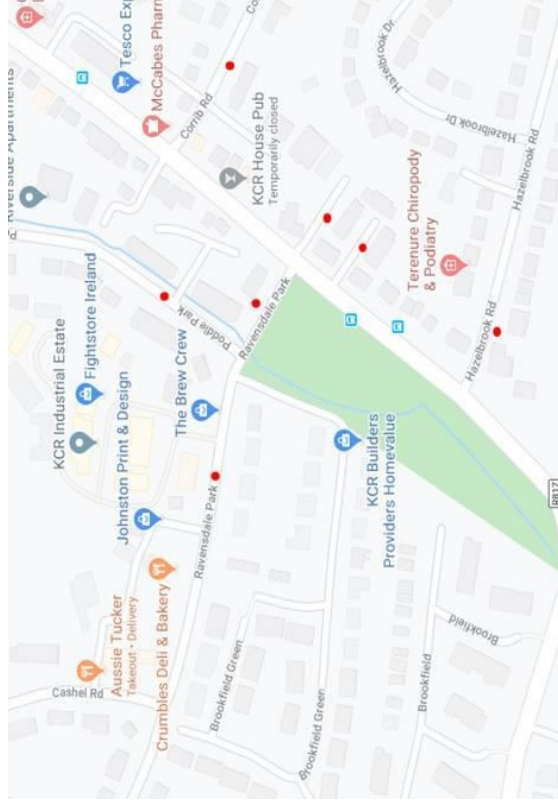 Riverside Apartments
Tesco Exp
McCabes Pharm
Corrib Rd
Co
Hazelbrook Dr
KCR House Pub
Temporarily closed
Hazelbrook Dr
Hazelbrook Rd
Terenure Chiropody
& Podiatry
Hazelbrook Rd
P
Poddle Park
Ravensdale Park
KCR Industrial Estate
Fightstore Ireland
Johnston Print & Design
The Brew Crew
KCR Builders
Providers Homevalue
R817
Ravensdale Park
Aussie Tucker
Takeout • Delivery
Crumbles Deli & Bakery
Cashel Rd
Brookfield Green
Brookfield Green
Brookfield
Brookfield